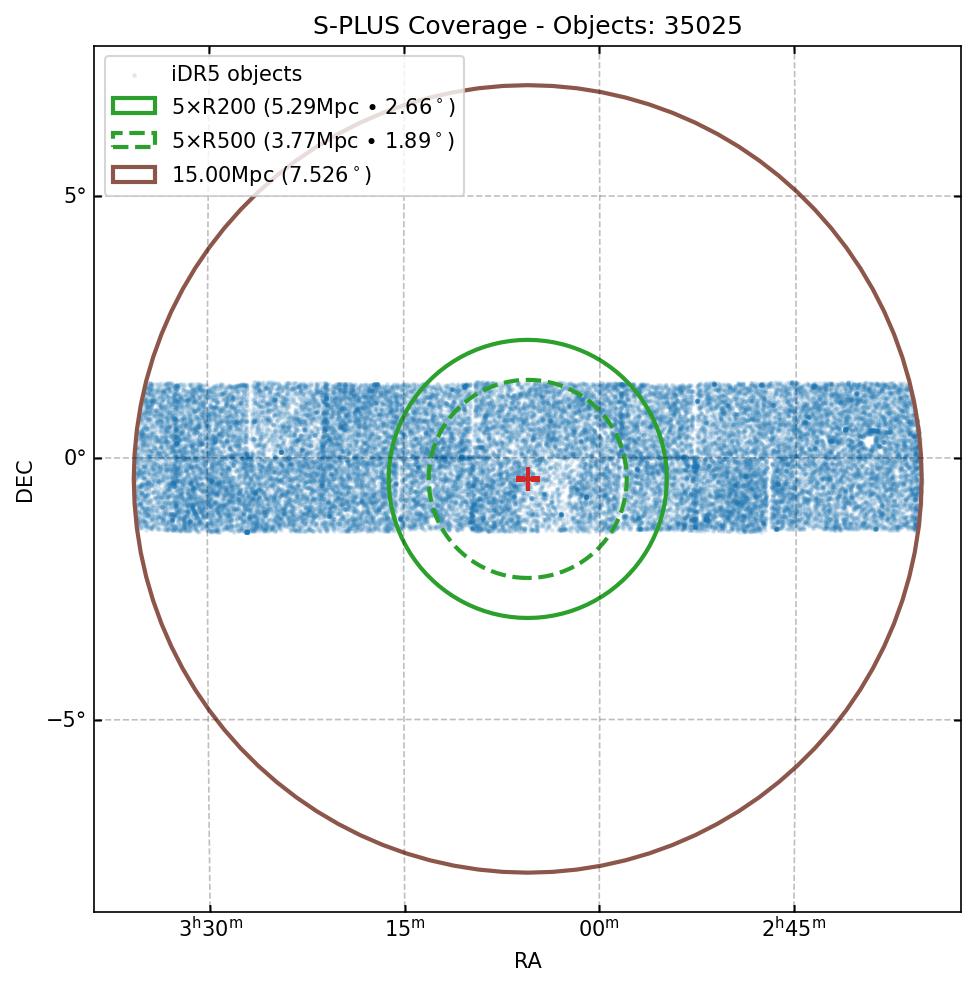 S-PLUS Coverage - Objects: 35025
iDR5 objects
5×R200 (5.29Mpc • 2.66°)
5×R500 (3.77Mpc • 1.89°)
15.00Mpc (7.526°)
5°
0°
−5°
DEC
3ʰ30ᵐ 15ᵐ 00ᵐ 2ʰ45ᵐ
RA